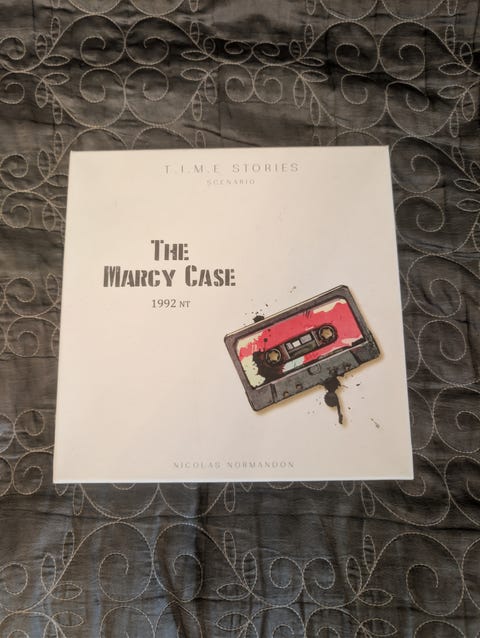 T.I.M.E STORIES
SCENARIO
THE
MARCY CASE
1992 NT
NICOLAS NORMANDON